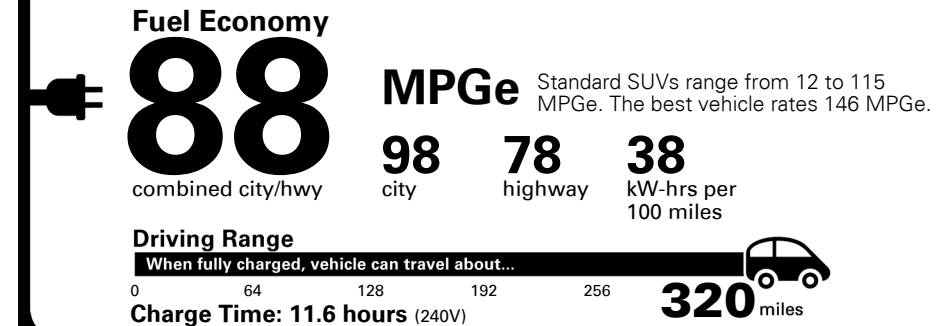 Fuel Economy
88
combined city/hwy
MPGe
Standard SUVs range from 12 to 115
MPGe. The best vehicle rates 146 MPGe.
98
city
78
highway
38
kW-hrs per
100 miles
Driving Range
When fully charged, vehicle can travel about...
0 64 128 192 256 320 miles
Charge Time: 11.6 hours (240V)